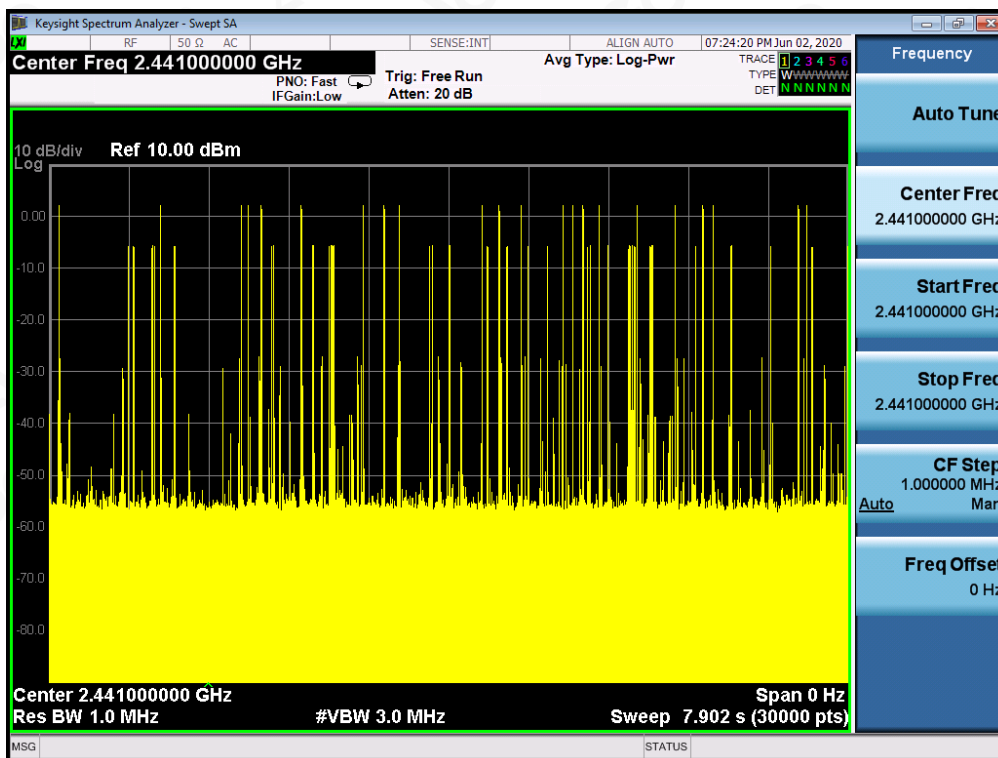 Keysight Spectrum Analyzer - Swept SA
LXI RF 50 Ω AC SENSE:INT ALIGN AUTO 07:24:20 PM Jun 02, 2020
Center Freq 2.441000000 GHz
PNO: Fast
IFGain:Low
Trig: Free Run
Atten: 20 dB
Avg Type: Log-Pwr
TRACE 1 2 3 4 5 6
TYPE W
DET N N N N N N
10 dB/div Ref 10.00 dBm
Log
0.00
-10.0
-20.0
-30.0
-40.0
-50.0
-60.0
-70.0
-80.0
Center 2.441000000 GHz Span 0 Hz
Res BW 1.0 MHz #VBW 3.0 MHz Sweep 7.902 s (30000 pts)
MSG STATUS
Frequency
Auto Tune
Center Freq
2.441000000 GHz
Start Freq
2.441000000 GHz
Stop Freq
2.441000000 GHz
CF Step
1.000000 MHz
Auto Man
Freq Offset
0 Hz